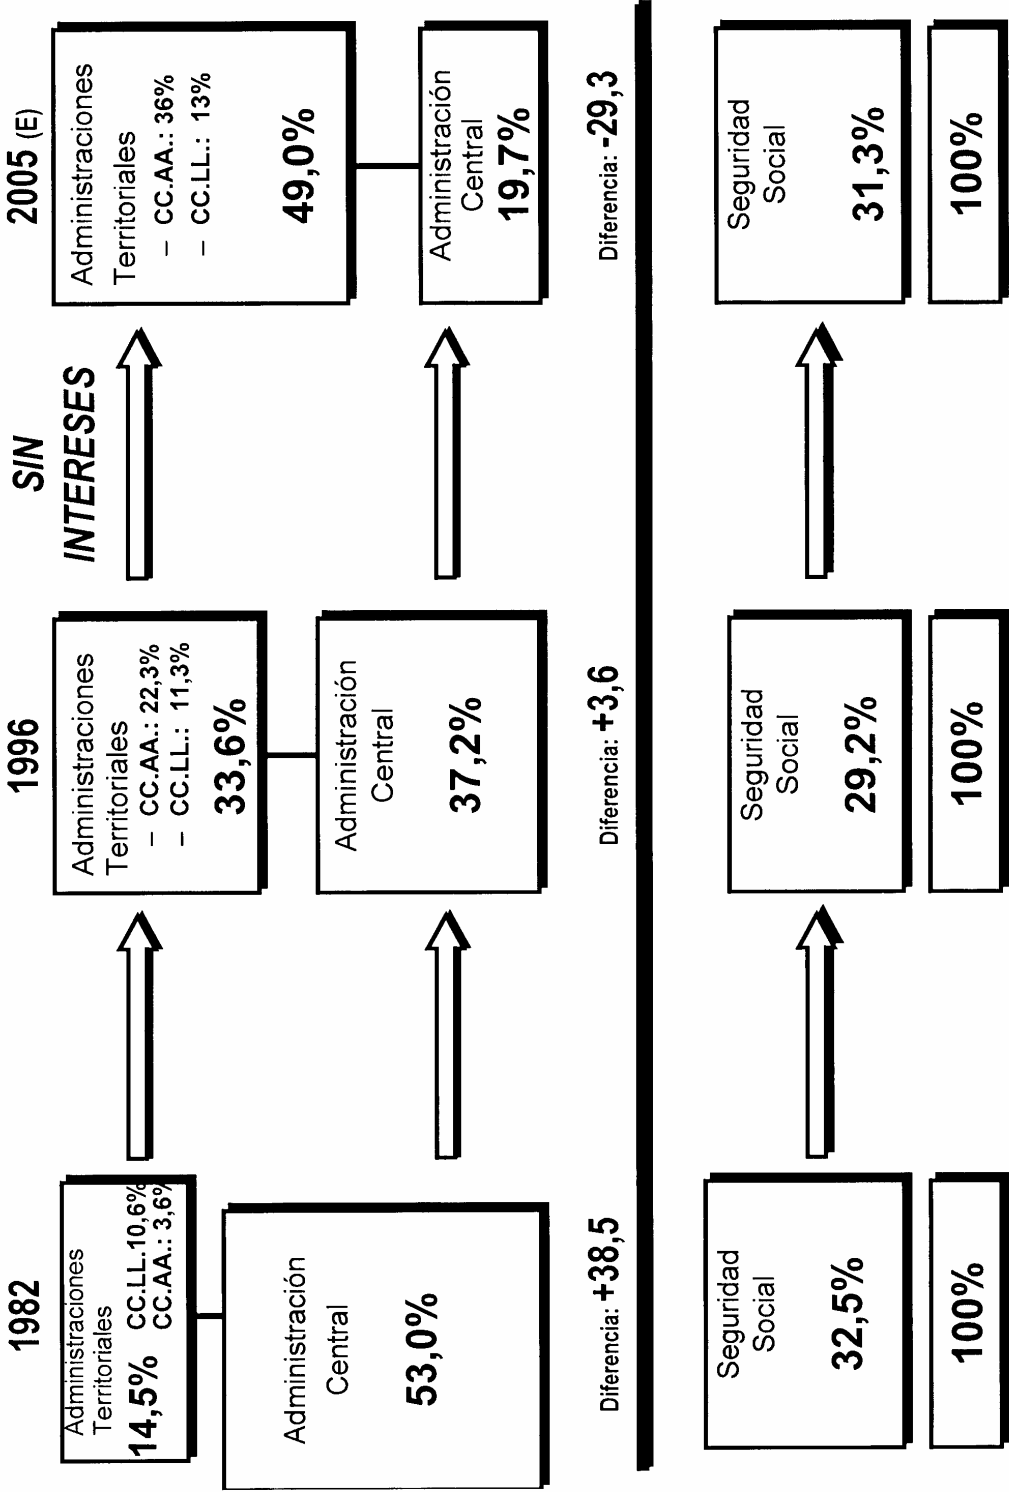 1982
Administraciones
Territoriales
14,5%
CC.LL.10,6%
CC.AA.: 3,6%
Administración
Central
53,0%
Diferencia: +38,5
Seguridad
Social
32,5%
100%
1996
Administraciones
Territoriales
– CC.AA.: 22,3%
– CC.LL.: 11,3%
33,6%
Administración
Central
37,2%
Diferencia: +3,6
Seguridad
Social
29,2%
100%
SIN
INTERESES
2005 (E)
Administraciones
Territoriales
– CC.AA.: 36%
– CC.LL.: 13%
49,0%
Administración
Central
19,7%
Diferencia: -29,3
Seguridad
Social
31,3%
100%